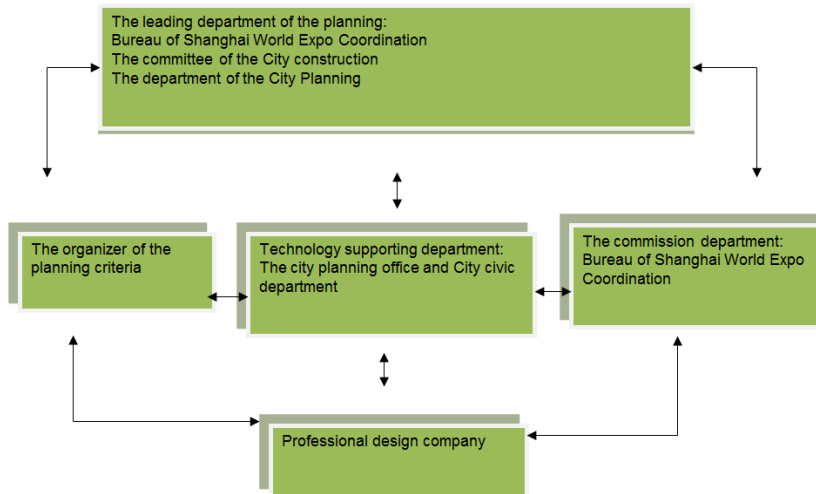 The leading department of the planning:
Bureau of Shanghai World Expo Coordination
The committee of the City construction
The department of the City Planning
The organizer of the
planning criteria
Technology supporting department:
The city planning office and City civic
department
The commission department:
Bureau of Shanghai World Expo
Coordination
Professional design company